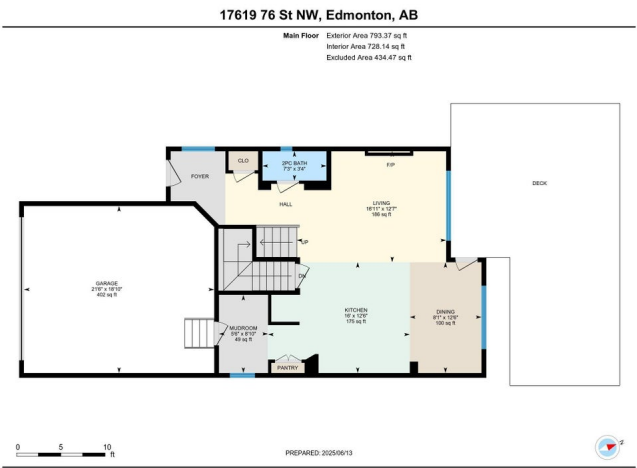 17619 76 St NW, Edmonton, AB
Main Floor Exterior Area 793.37 sq ft
Interior Area 728.14 sq ft
Excluded Area 434.47 sq ft
CLO
2PC BATH
7'3" x 3'4"
F/P
FOYER
DECK
HALL
LIVING
16'11" x 12'7"
186 sq ft
UP
DN
GARAGE
21'6" x 18'10"
402 sq ft
KITCHEN
16' x 12'6"
175 sq ft
DINING
8'1" x 12'6"
100 sq ft
MUDROOM
5'6" x 8'10"
49 sq ft
PANTRY
0 5 10
ft
PREPARED: 2025/06/13